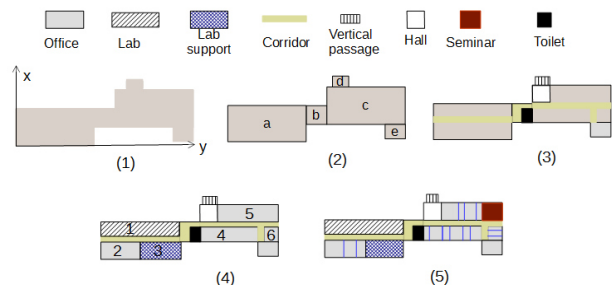 Office
Lab
Lab support
Corridor
Vertical passage
Hall
Seminar
Toilet
x
y
(1)
a
b
c
d
e
(2)
(3)
1
2
3
4
5
6
(4)
(5)